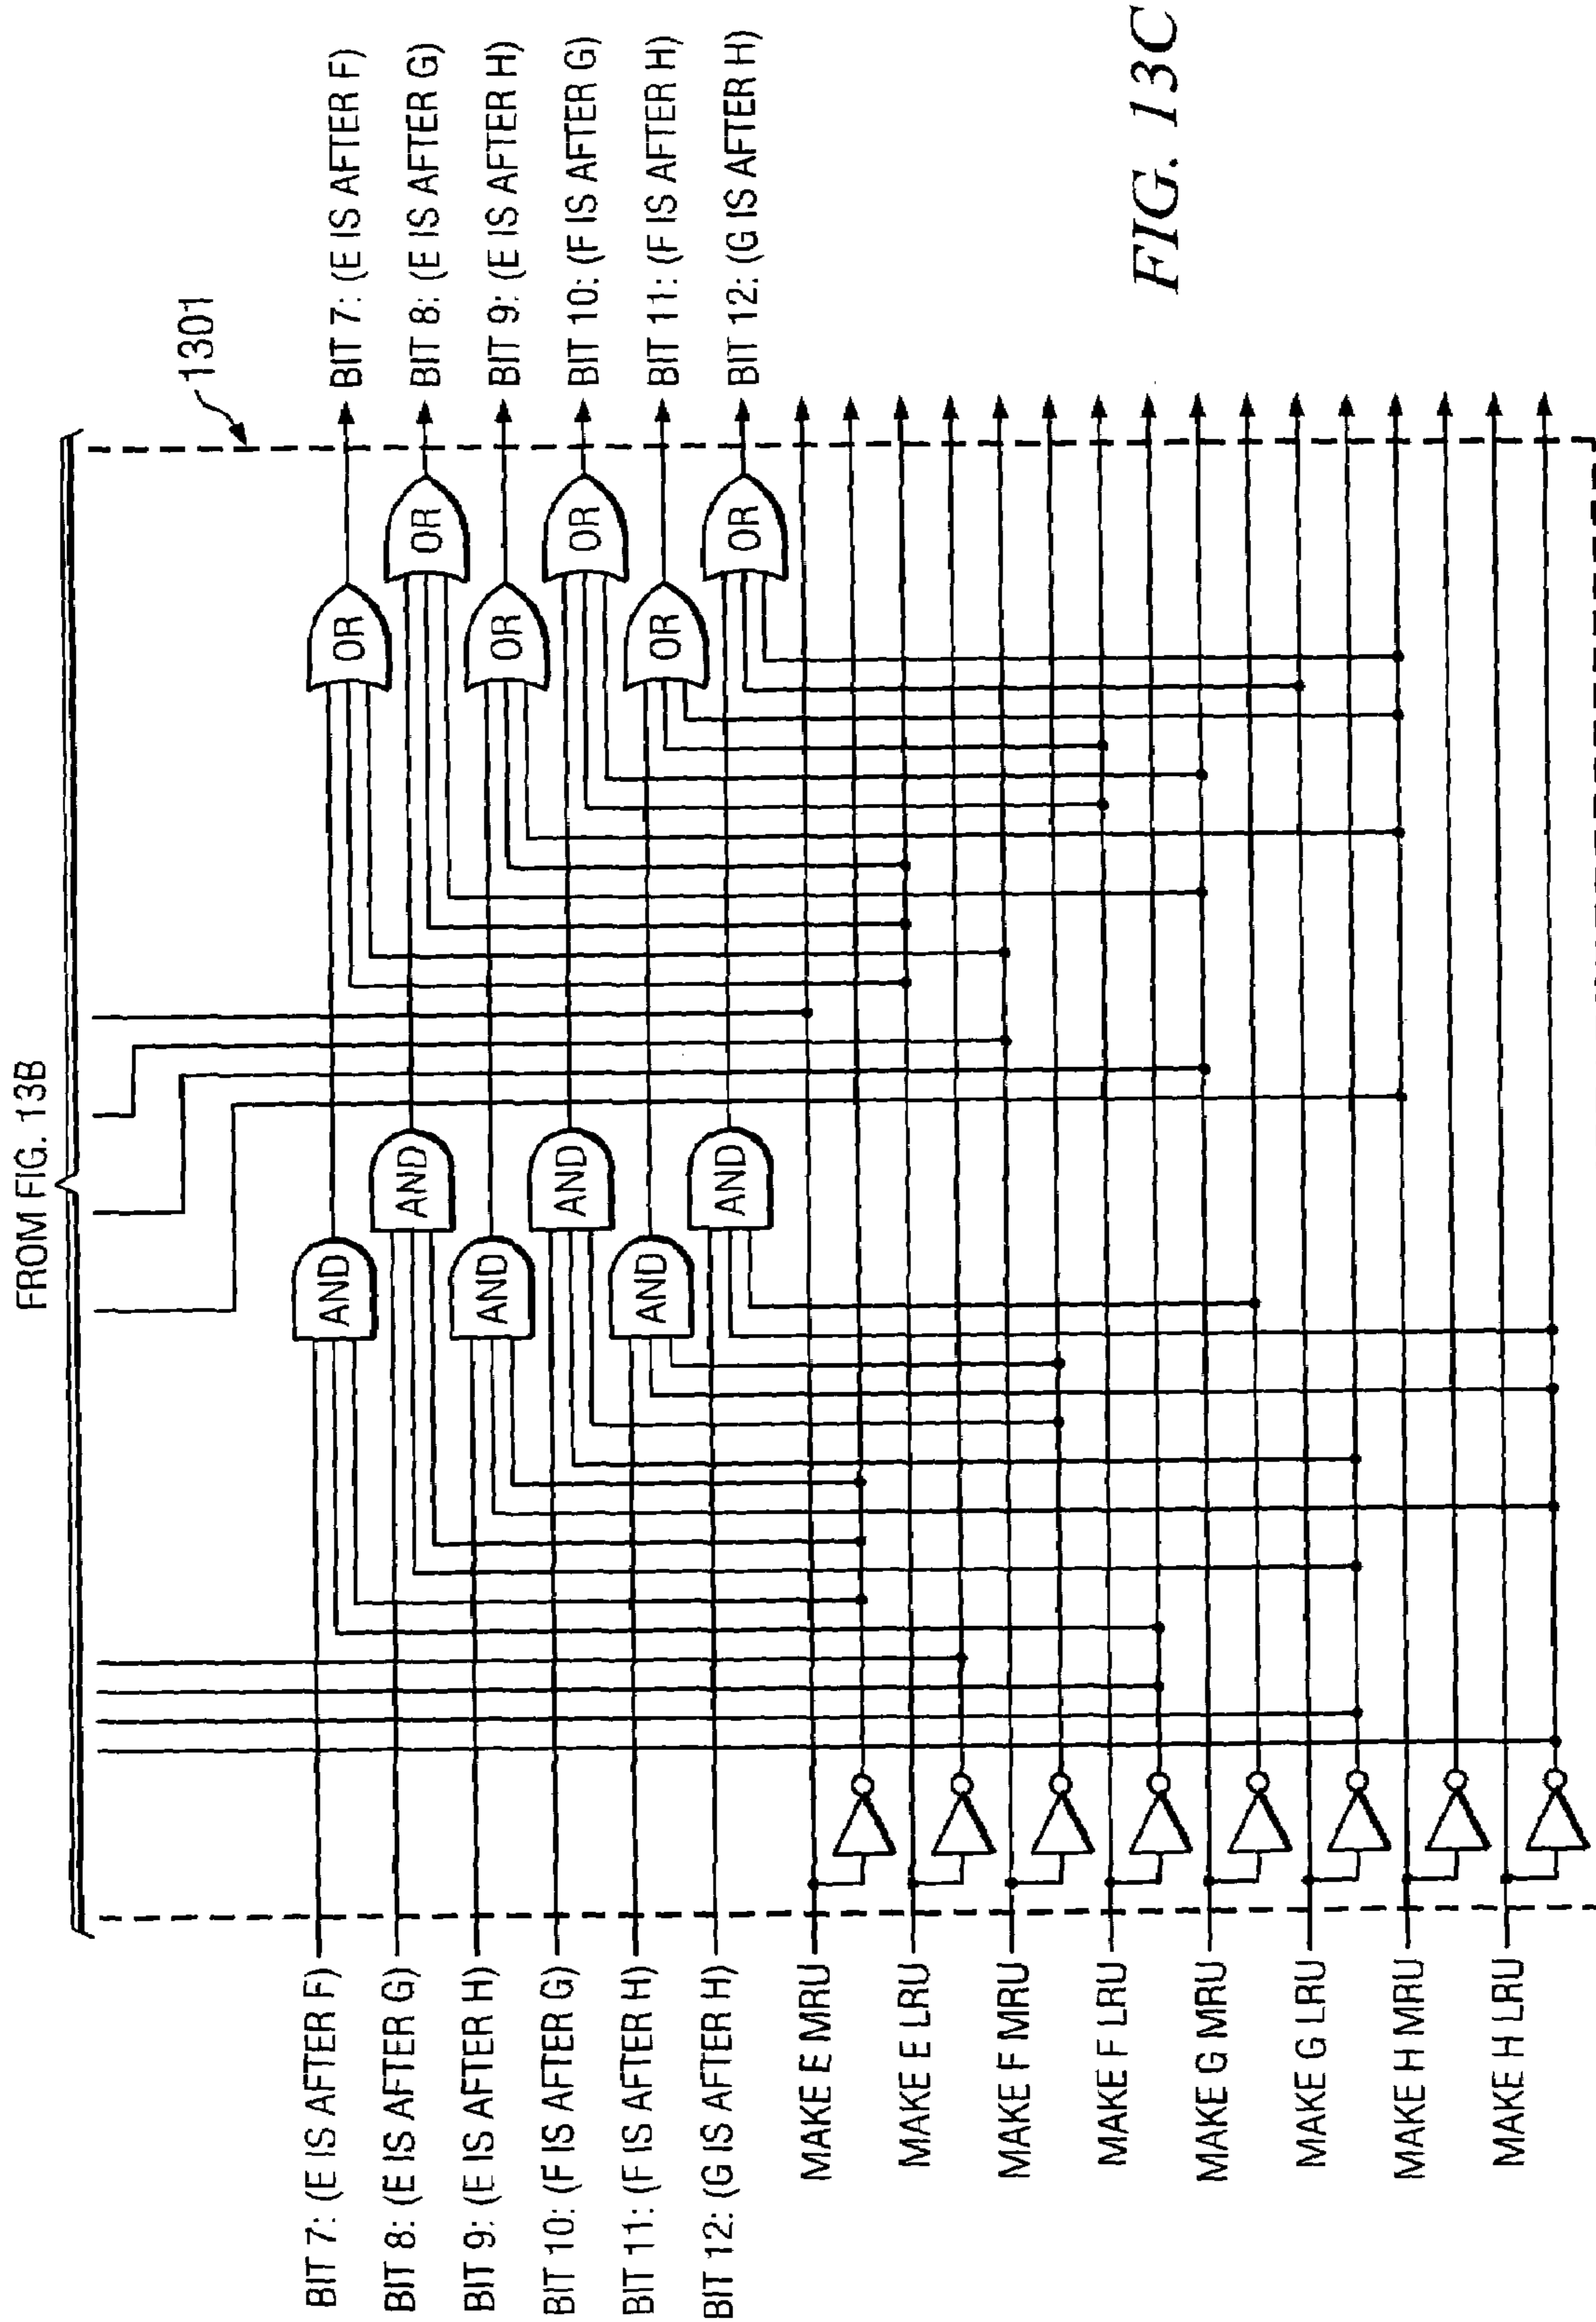 FROM FIG. 13B
1301
BIT 7: (E IS AFTER F)
BIT 8: (E IS AFTER G)
BIT 9: (E IS AFTER H)
BIT 10: (F IS AFTER G)
BIT 11: (F IS AFTER H)
BIT 12: (G IS AFTER H)
MAKE E MRU
MAKE E LRU
MAKE F MRU
MAKE F LRU
MAKE G MRU
MAKE G LRU
MAKE H MRU
MAKE H LRU
AND
AND
AND
AND
AND
AND
OR
OR
OR
OR
OR
OR
BIT 7: (E IS AFTER F)
BIT 8: (E IS AFTER G)
BIT 9: (E IS AFTER H)
BIT 10: (F IS AFTER G)
BIT 11: (F IS AFTER H)
BIT 12: (G IS AFTER H)
FIG. 13C